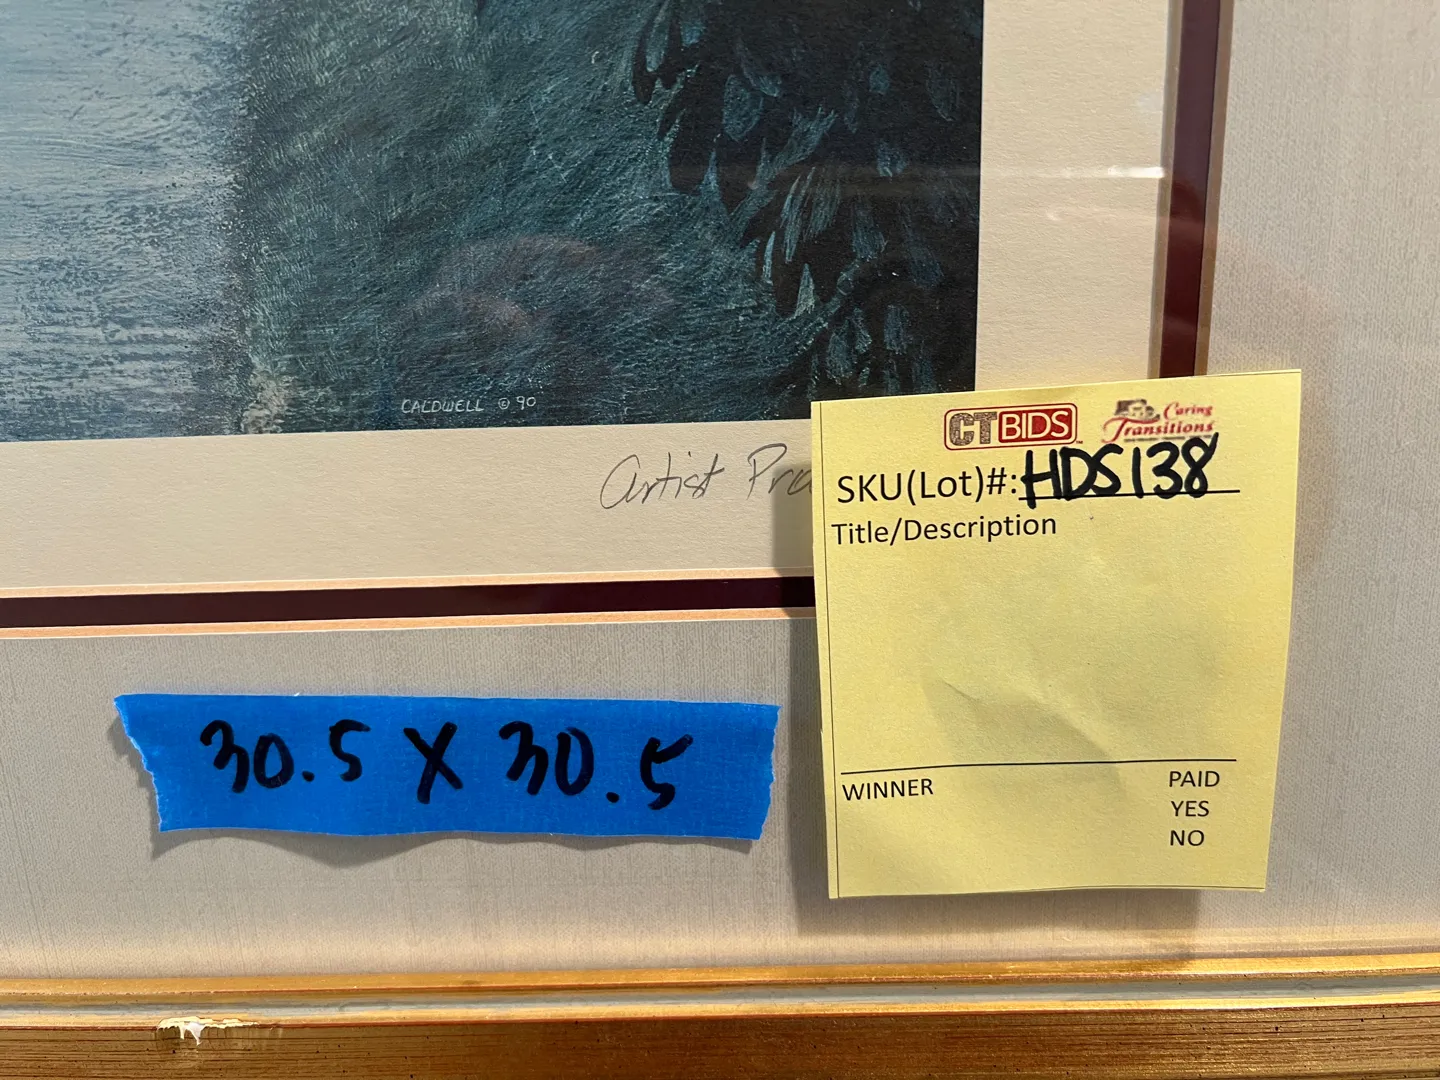 CALDWELL © 90
Artist
CTBIDS
Caring
Transitions
SKU(Lot)#: HDS138
Title/Description
30.5 X 30.5
WINNER
PAID
YES
NO